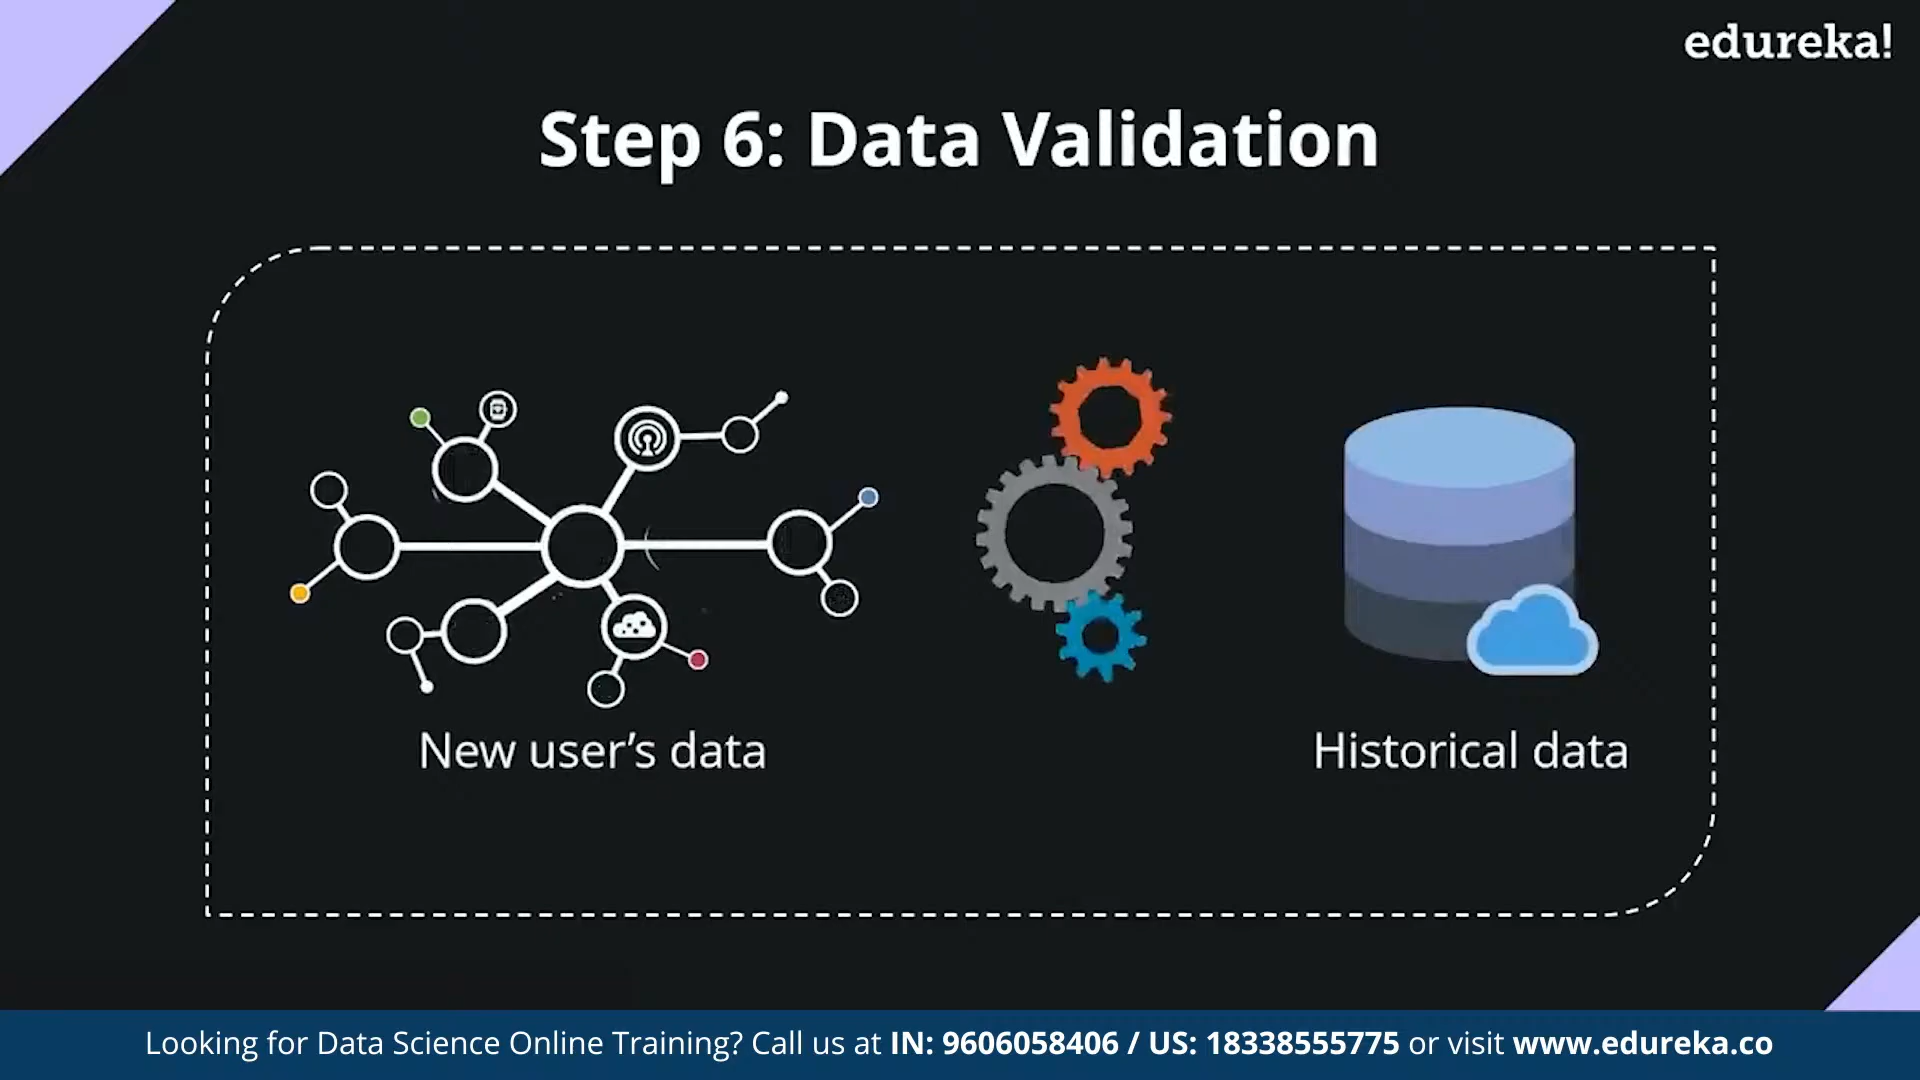 edureka!
Step 6: Data Validation
New user’s data
Historical data
Looking for Data Science Online Training? Call us at IN: 9606058406 / US: 18338555775 or visit www.edureka.co